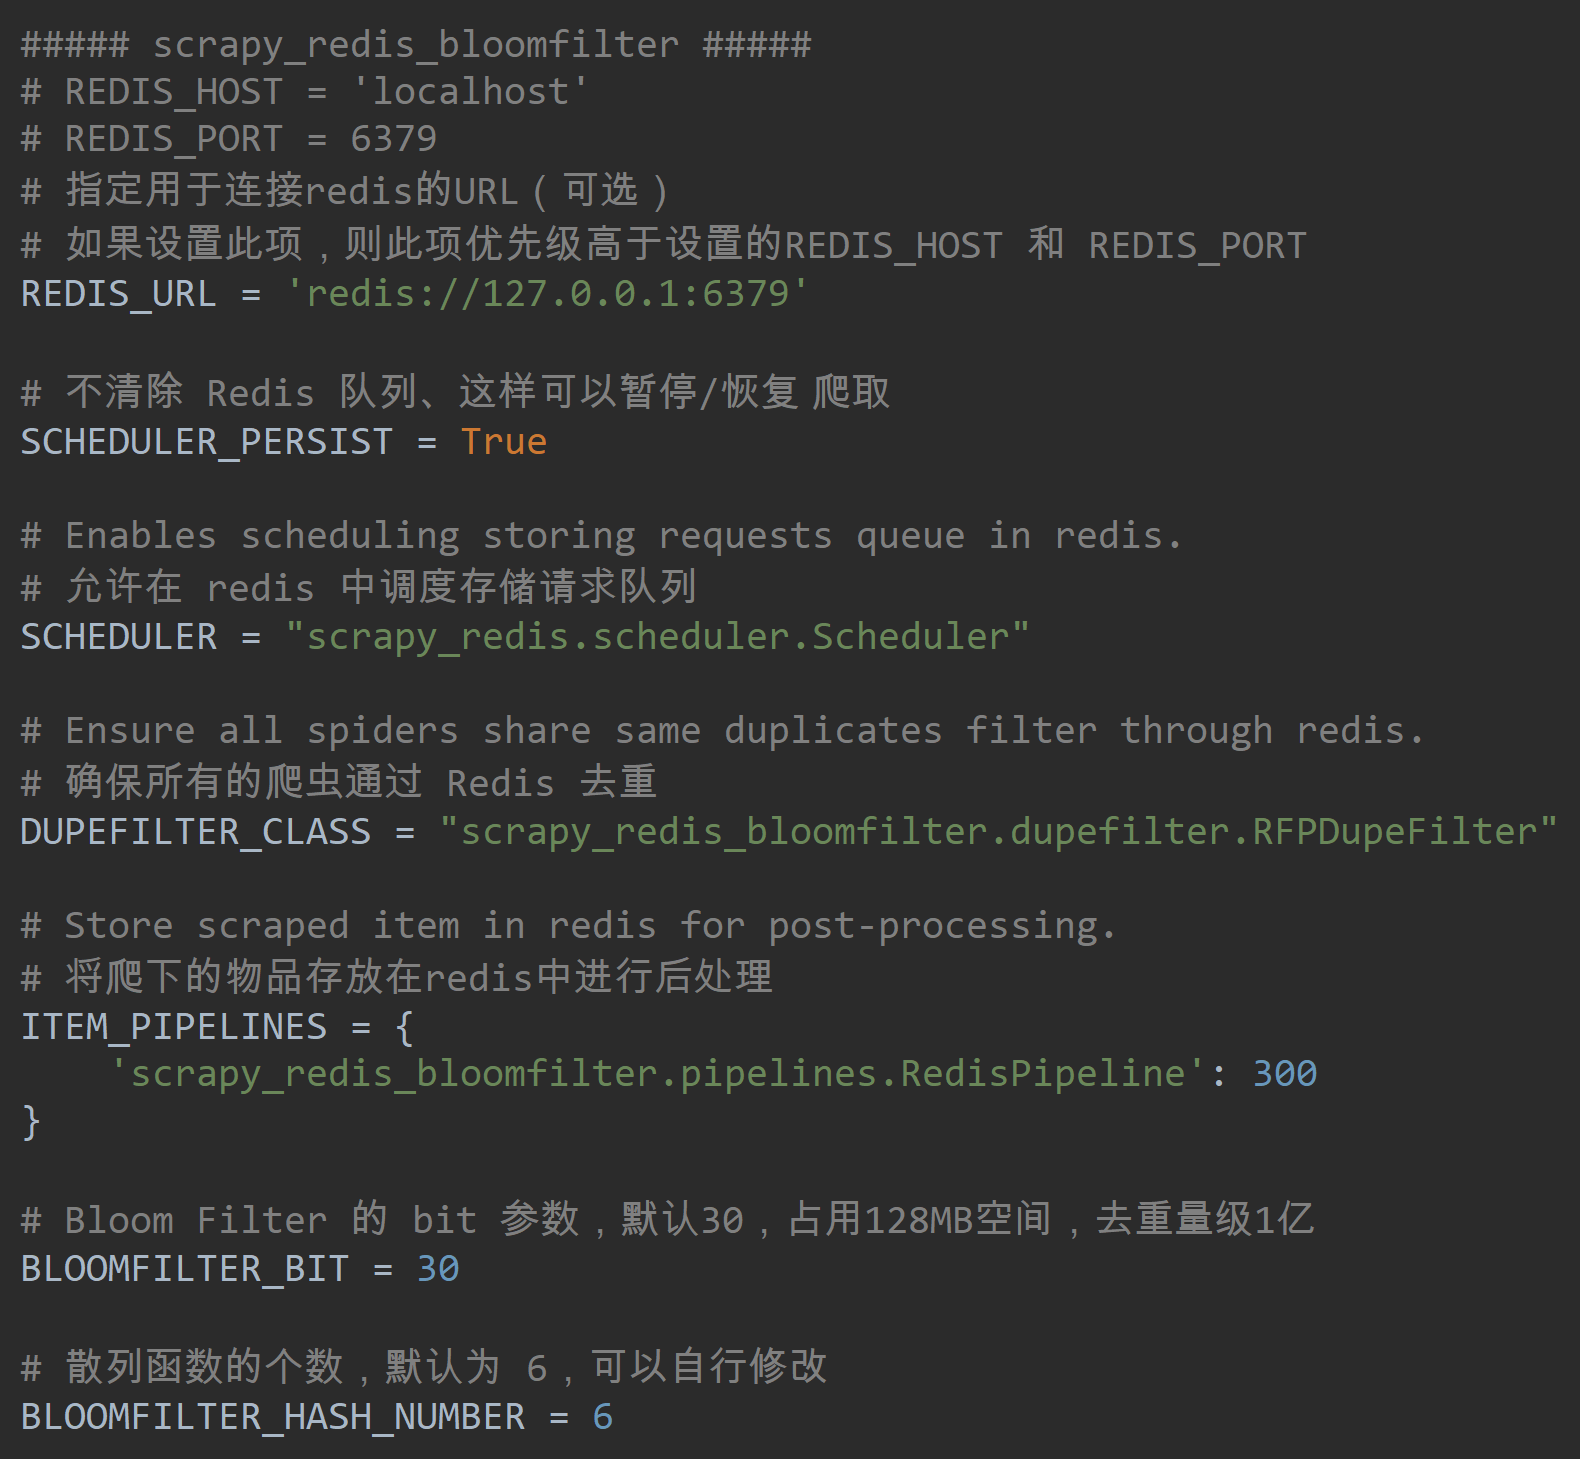 ##### scrapy_redis_bloomfilter #####
# REDIS_HOST = 'localhost'
# REDIS_PORT = 6379
# 指定用于连接redis的URL（可选）
# 如果设置此项，则此项优先级高于设置的REDIS_HOST 和 REDIS_PORT
REDIS_URL = 'redis://127.0.0.1:6379'
# 不清除 Redis 队列、这样可以暂停/恢复 爬取
SCHEDULER_PERSIST = True
# Enables scheduling storing requests queue in redis.
# 允许在 redis 中调度存储请求队列
SCHEDULER = "scrapy_redis.scheduler.Scheduler"
# Ensure all spiders share same duplicates filter through redis.
# 确保所有的爬虫通过 Redis 去重
DUPEFILTER_CLASS = "scrapy_redis_bloomfilter.dupefilter.RFPDupeFilter"
# Store scraped item in redis for post-processing.
# 将爬下的物品存放在redis中进行后处理
ITEM_PIPELINES = {
    'scrapy_redis_bloomfilter.pipelines.RedisPipeline': 300
}
# Bloom Filter 的 bit 参数，默认30，占用128MB空间，去重量级1亿
BLOOMFILTER_BIT = 30
# 散列函数的个数，默认为 6，可以自行修改
BLOOMFILTER_HASH_NUMBER = 6